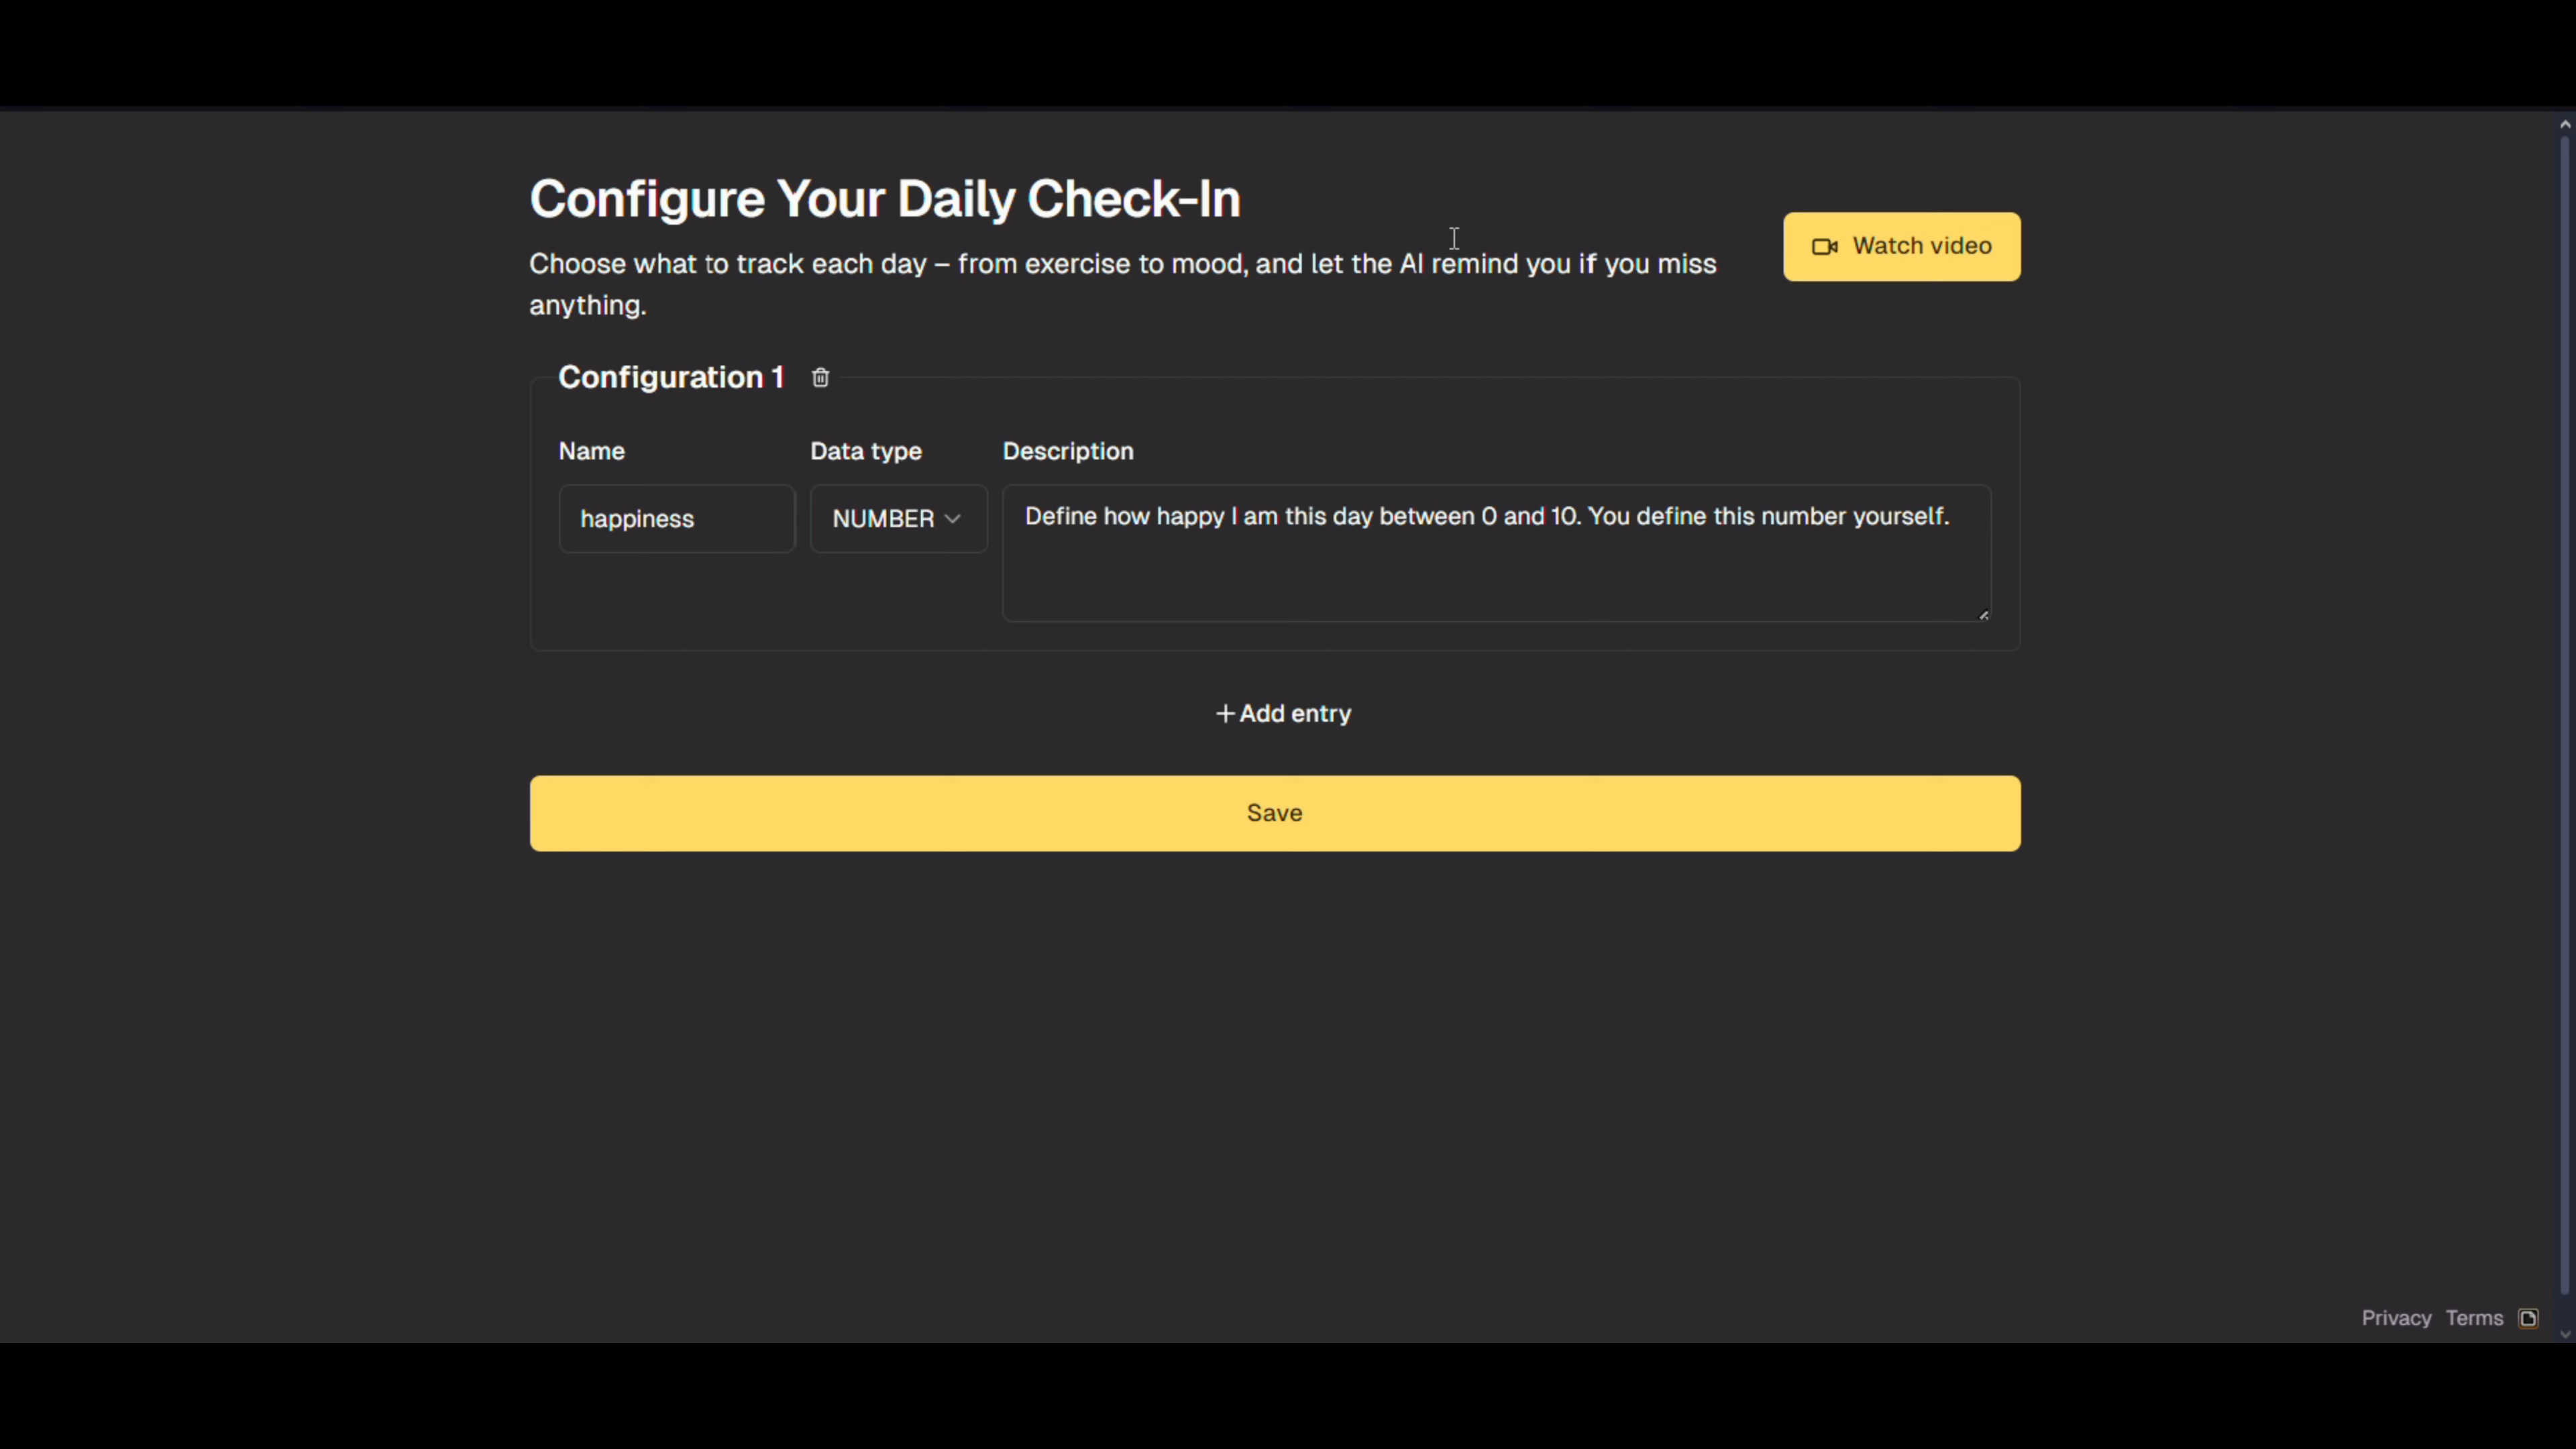 Configure Your Daily Check-In
Choose what to track each day – from exercise to mood, and let the AI remind you if you miss
anything.
Watch video
Configuration 1
Name
Data type
Description
happiness
NUMBER
Define how happy I am this day between 0 and 10. You define this number yourself.
+ Add entry
Save
Privacy Terms